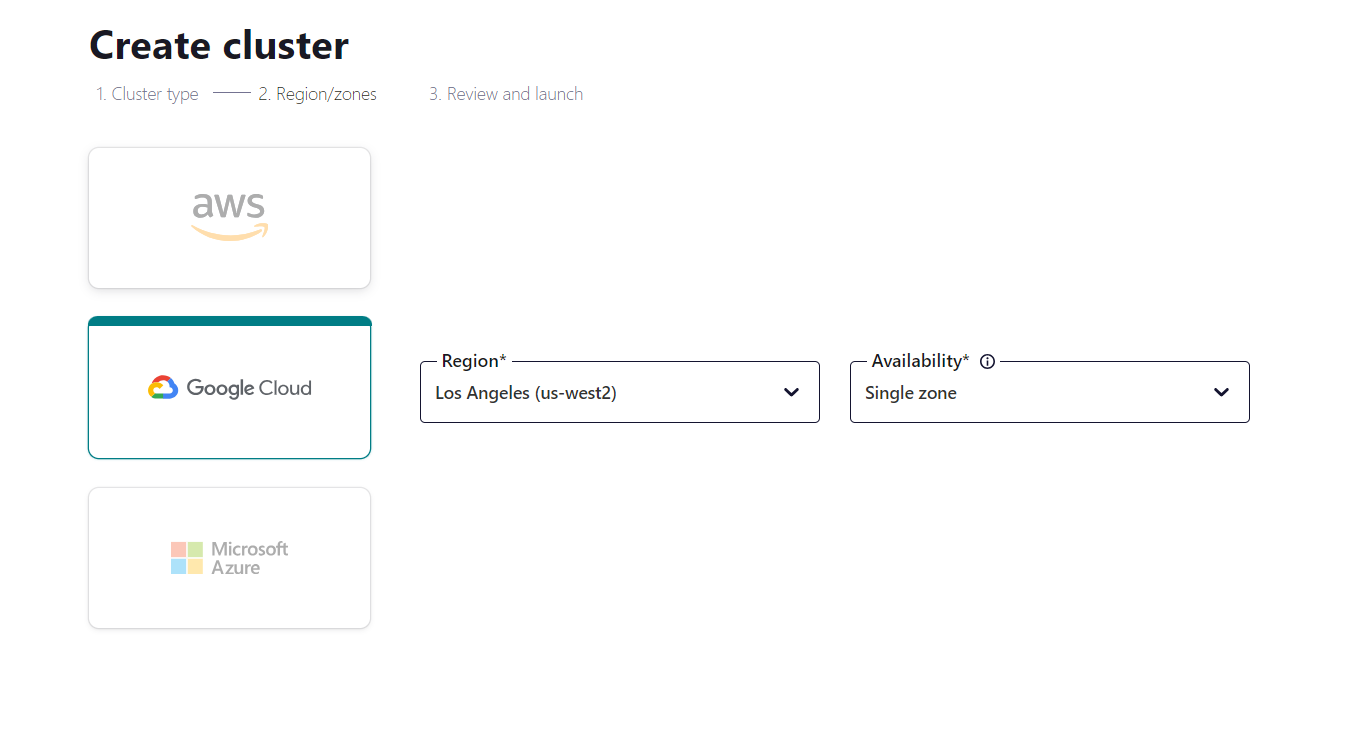 Create cluster
1. Cluster type 2. Region/zones 3. Review and launch
aws
Google Cloud
Region*
Los Angeles (us-west2)
Availability*
Single zone
Microsoft
Azure